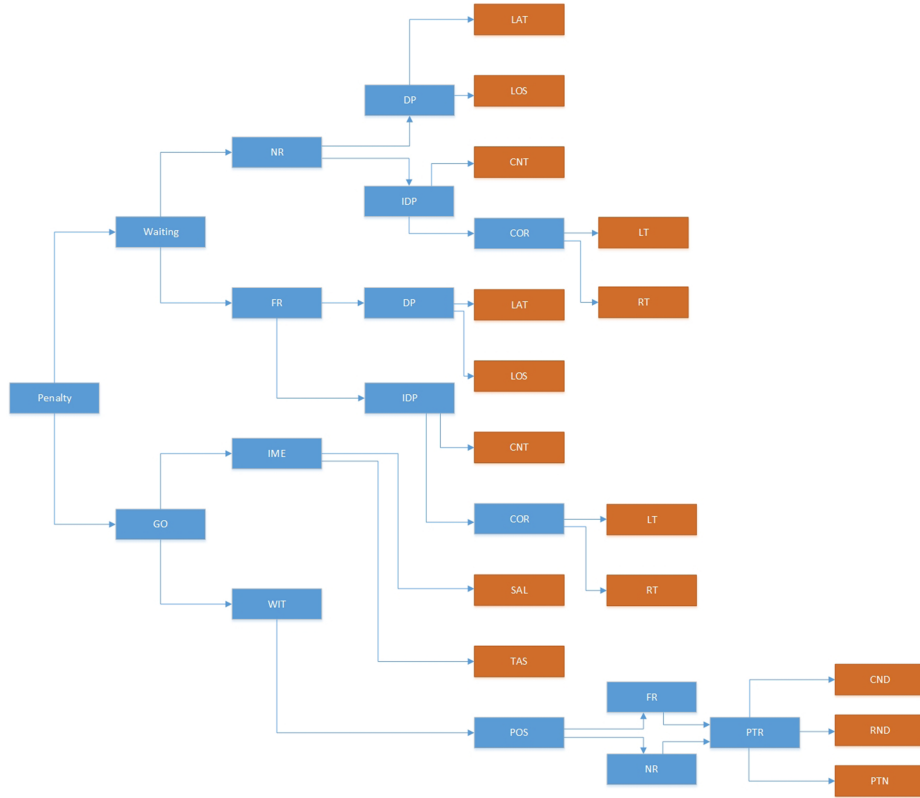 LAT
LOS
DP
NR
CNT
IDP
COR
LT
Waiting
RT
FR
DP
LAT
LOS
Penalty
IDP
CNT
IME
COR
LT
GO
SAL
RT
WIT
TAS
CND
FR
POS
PTR
RND
NR
PTN